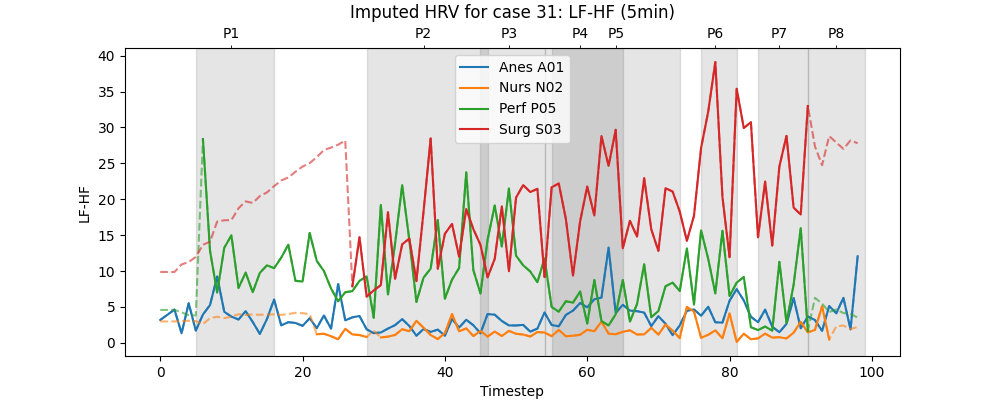 Imputed HRV for case 31: LF-HF (5min)
P1 P2 P3 P4 P5 P6 P7 P8
Anes A01
Nurs N02
Perf P05
Surg S03
40
35
30
25
20
15
10
5
0
LF-HF
0 20 40 60 80 100
Timestep